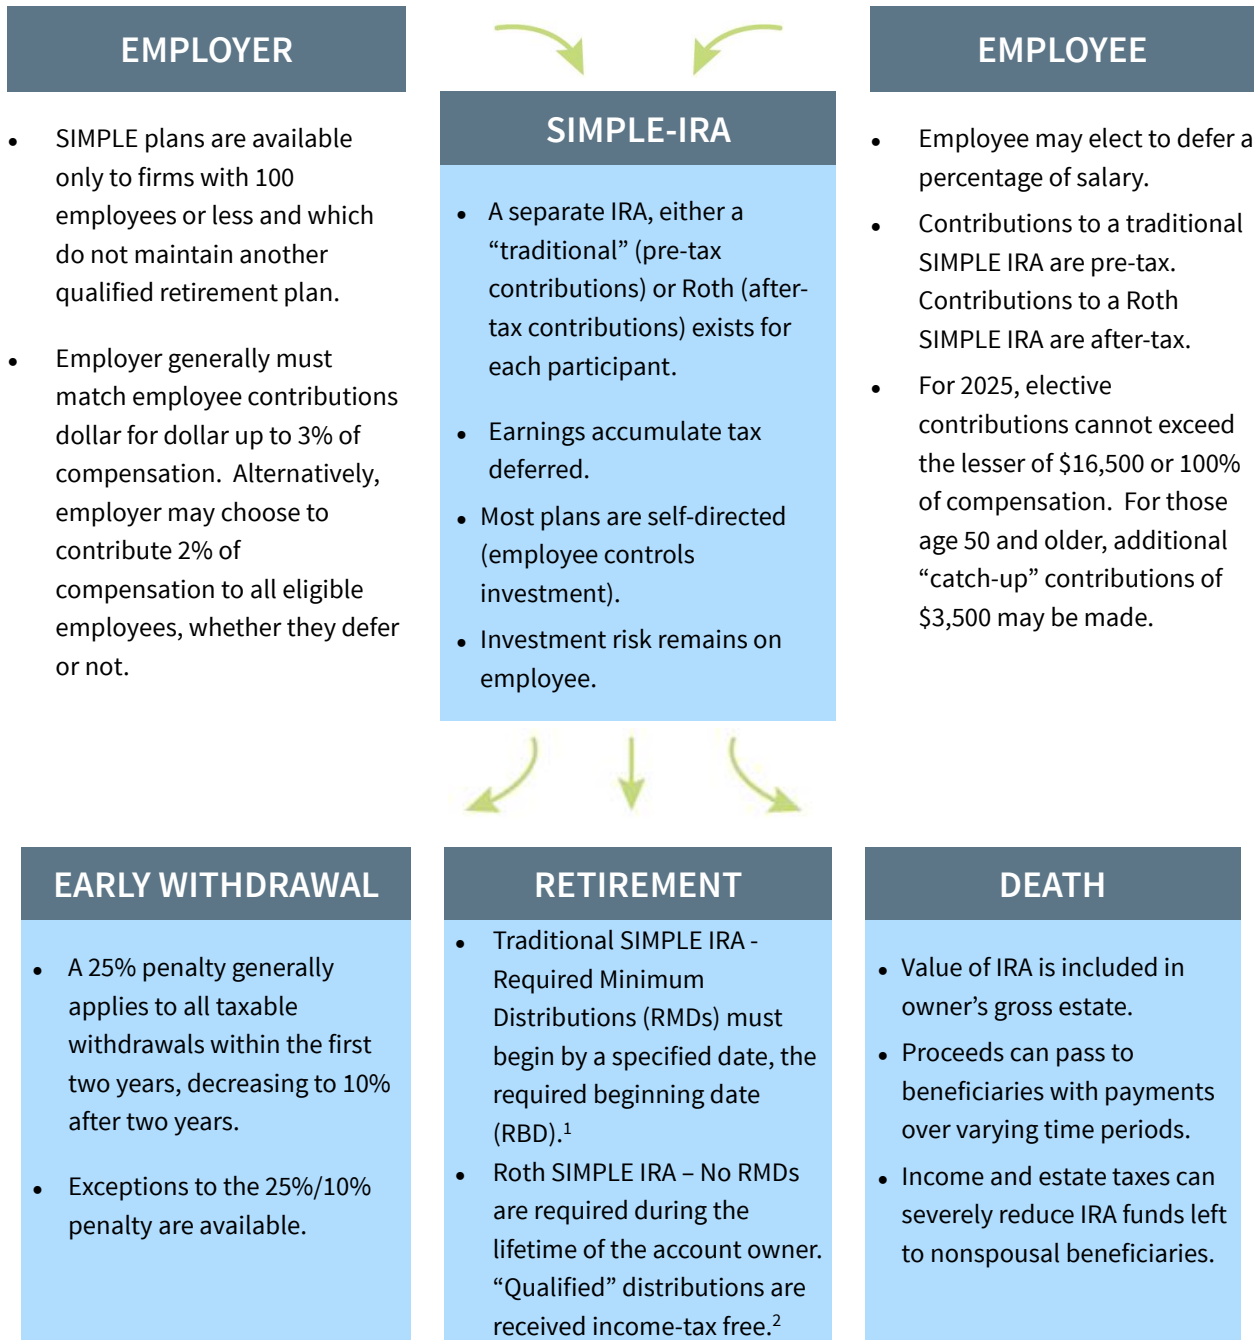 EMPLOYER
• SIMPLE plans are available
only to firms with 100
employees or less and which
do not maintain another
qualified retirement plan.
• Employer generally must
match employee contributions
dollar for dollar up to 3% of
compensation.  Alternatively,
employer may choose to
contribute 2% of
compensation to all eligible
employees, whether they defer
or not.
SIMPLE-IRA
• A separate IRA, either a
“traditional” (pre-tax
contributions) or Roth (after-
tax contributions) exists for
each participant.
• Earnings accumulate tax
deferred.
• Most plans are self-directed
(employee controls
investment).
• Investment risk remains on
employee.
EMPLOYEE
• Employee may elect to defer a
percentage of salary.
• Contributions to a traditional
SIMPLE IRA are pre-tax.
Contributions to a Roth
SIMPLE IRA are after-tax.
• For 2025, elective
contributions cannot exceed
the lesser of $16,500 or 100%
of compensation.  For those
age 50 and older, additional
“catch-up” contributions of
$3,500 may be made.
EARLY WITHDRAWAL
• A 25% penalty generally
applies to all taxable
withdrawals within the first
two years, decreasing to 10%
after two years.
• Exceptions to the 25%/10%
penalty are available.
RETIREMENT
• Traditional SIMPLE IRA -
Required Minimum
Distributions (RMDs) must
begin by a specified date, the
required beginning date
(RBD).¹
• Roth SIMPLE IRA – No RMDs
are required during the
lifetime of the account owner.
“Qualified” distributions are
received income-tax free.²
DEATH
• Value of IRA is included in
owner’s gross estate.
• Proceeds can pass to
beneficiaries with payments
over varying time periods.
• Income and estate taxes can
severely reduce IRA funds left
to nonspousal beneficiaries.